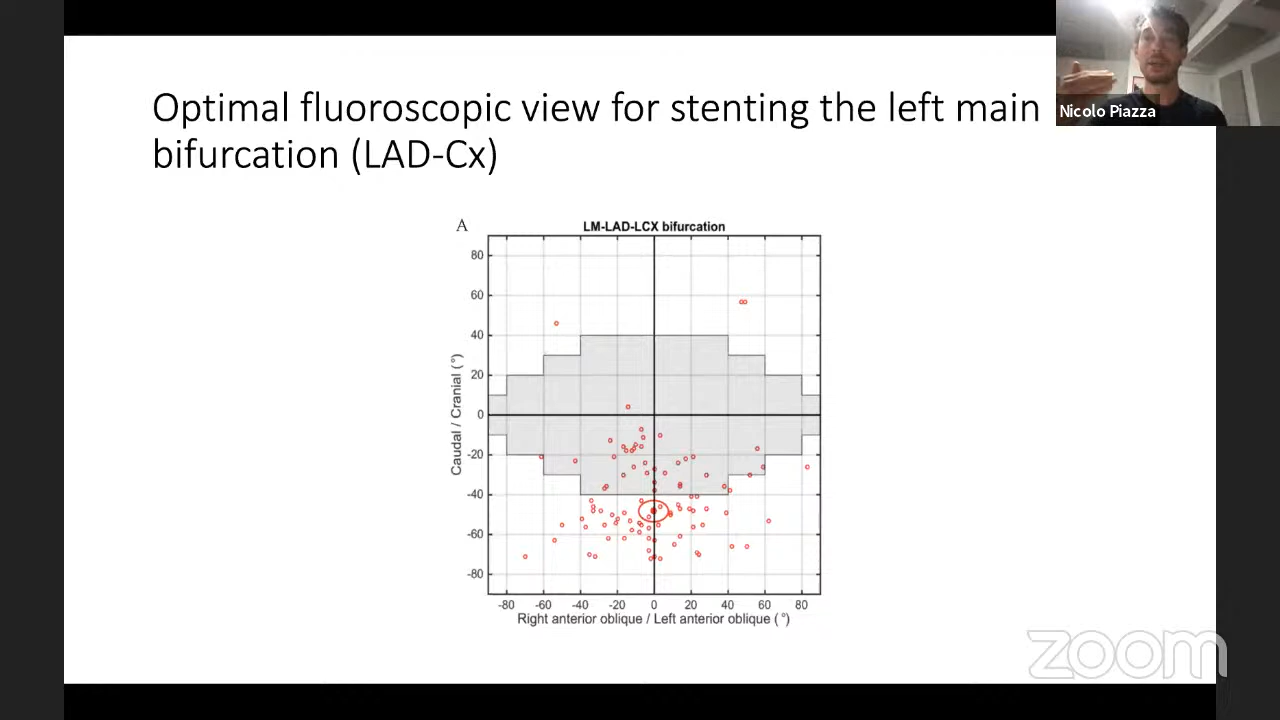 Optimal fluoroscopic view for stenting the left main
bifurcation (LAD-Cx)
Nicolo Piazza
A
LM-LAD-LCX bifurcation
80
60
40
20
0
-20
-40
-60
-80
Caudal / Cranial (°)
-80 -60 -40 -20 0 20 40 60 80
Right anterior oblique / Left anterior oblique (°)
zoom